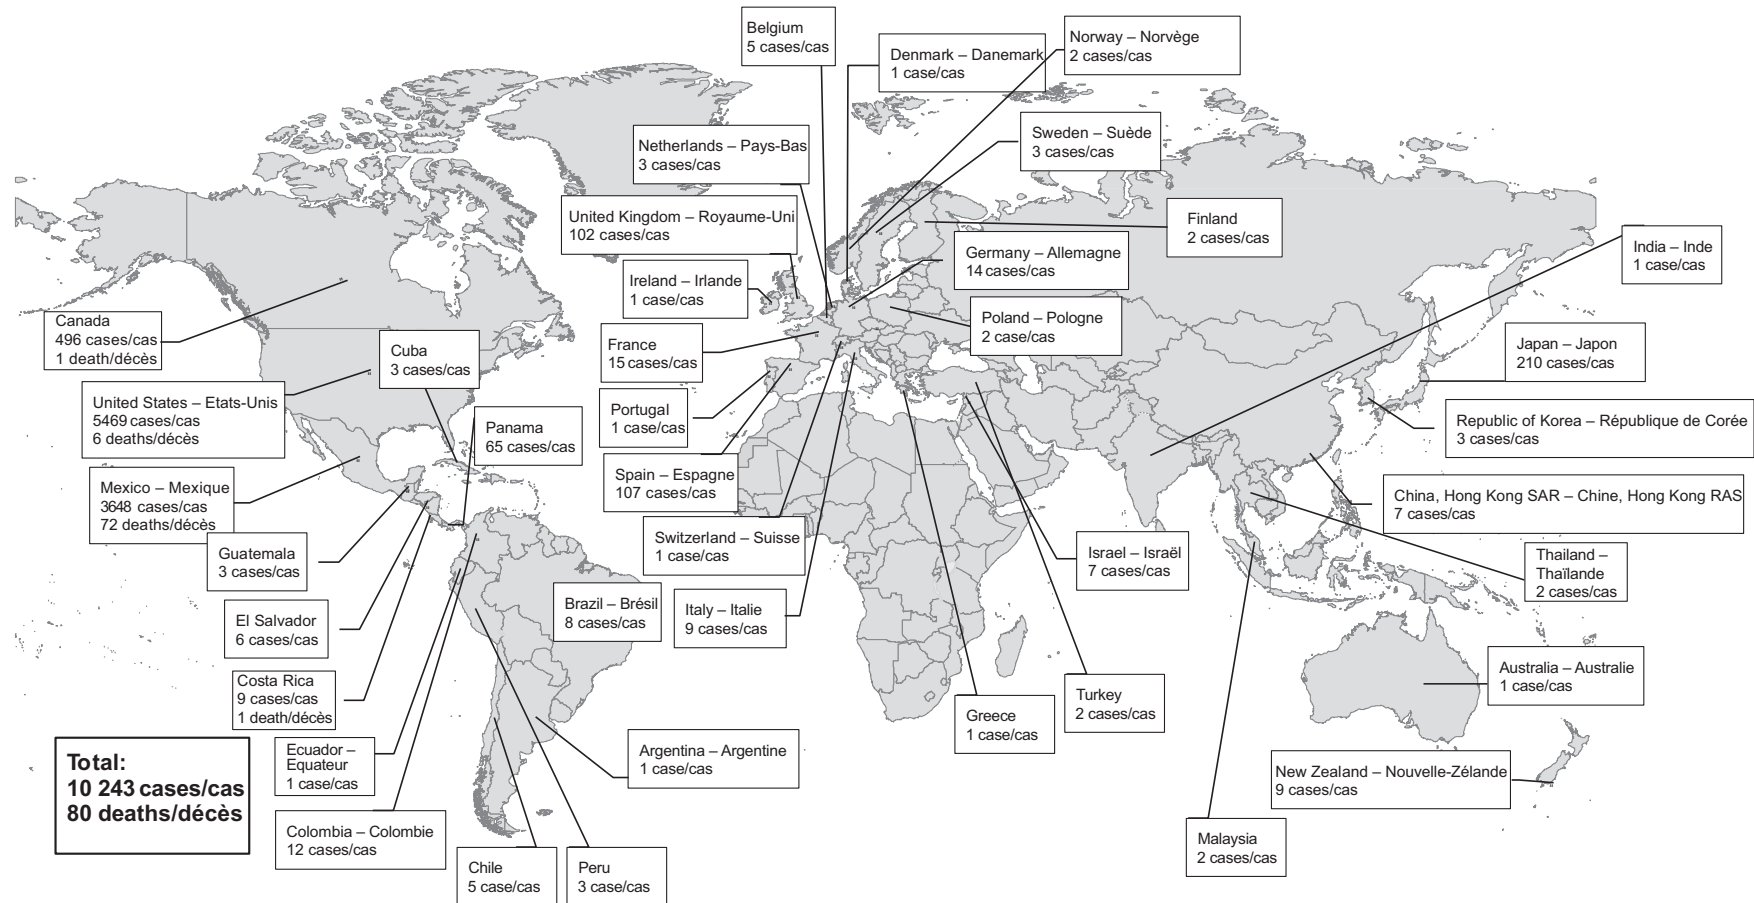 Belgium
5 cases/cas
Denmark – Danemark
1 case/cas
Norway – Norvège
2 cases/cas
Netherlands – Pays-Bas
3 cases/cas
Sweden – Suède
3 cases/cas
United Kingdom – Royaume-Uni
102 cases/cas
Finland
2 cases/cas
Germany – Allemagne
14 cases/cas
India – Inde
1 case/cas
Ireland – Irlande
1 case/cas
Canada
496 cases/cas
1 death/décès
Poland – Pologne
2 case/cas
Cuba
3 cases/cas
France
15 cases/cas
Japan – Japon
210 cases/cas
United States – Etats-Unis
5469 cases/cas
6 deaths/décès
Panama
65 cases/cas
Portugal
1 case/cas
Republic of Korea – République de Corée
3 cases/cas
Mexico – Mexique
3648 cases/cas
72 deaths/décès
Spain – Espagne
107 cases/cas
China, Hong Kong SAR – Chine, Hong Kong RAS
7 cases/cas
Guatemala
3 cases/cas
Switzerland – Suisse
1 case/cas
Israel – Israël
7 cases/cas
Thailand –
Thaïlande
2 cases/cas
El Salvador
6 cases/cas
Brazil – Brésil
8 cases/cas
Italy – Italie
9 cases/cas
Costa Rica
9 cases/cas
1 death/décès
Turkey
2 cases/cas
Australia – Australie
1 case/cas
Greece
1 case/cas
Ecuador –
Equateur
1 case/cas
Argentina – Argentine
1 case/cas
New Zealand – Nouvelle-Zélande
9 cases/cas
Total:
10 243 cases/cas
80 deaths/décès
Colombia – Colombie
12 cases/cas
Chile
5 case/cas
Peru
3 case/cas
Malaysia
2 cases/cas